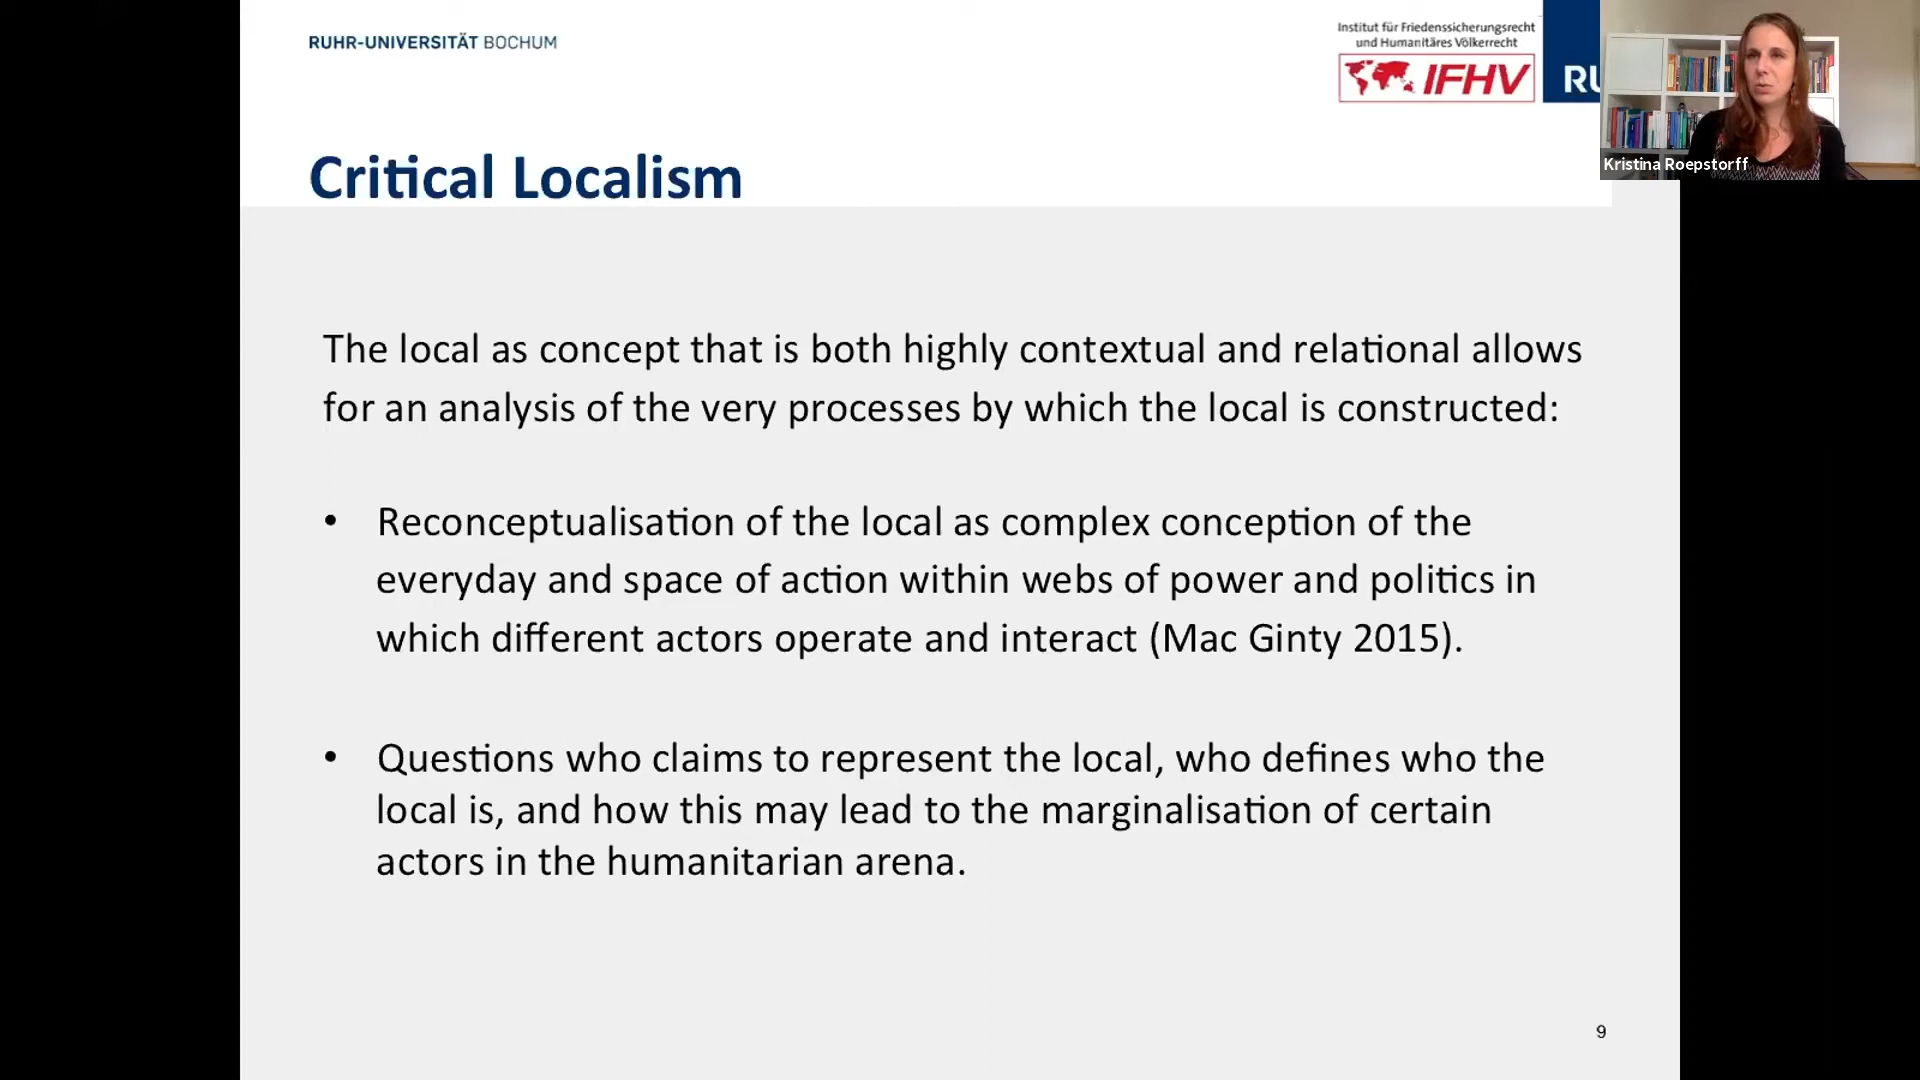 RUHR-UNIVERSITÄT BOCHUM
Institut für Friedenssicherungsrecht
und Humanitäres Völkerrecht
IFHV
RU
Kristina Roepstorff
Critical Localism
The local as concept that is both highly contextual and relational allows
for an analysis of the very processes by which the local is constructed:
• Reconceptualisation of the local as complex conception of the
everyday and space of action within webs of power and politics in
which different actors operate and interact (Mac Ginty 2015).
• Questions who claims to represent the local, who defines who the
local is, and how this may lead to the marginalisation of certain
actors in the humanitarian arena.
9